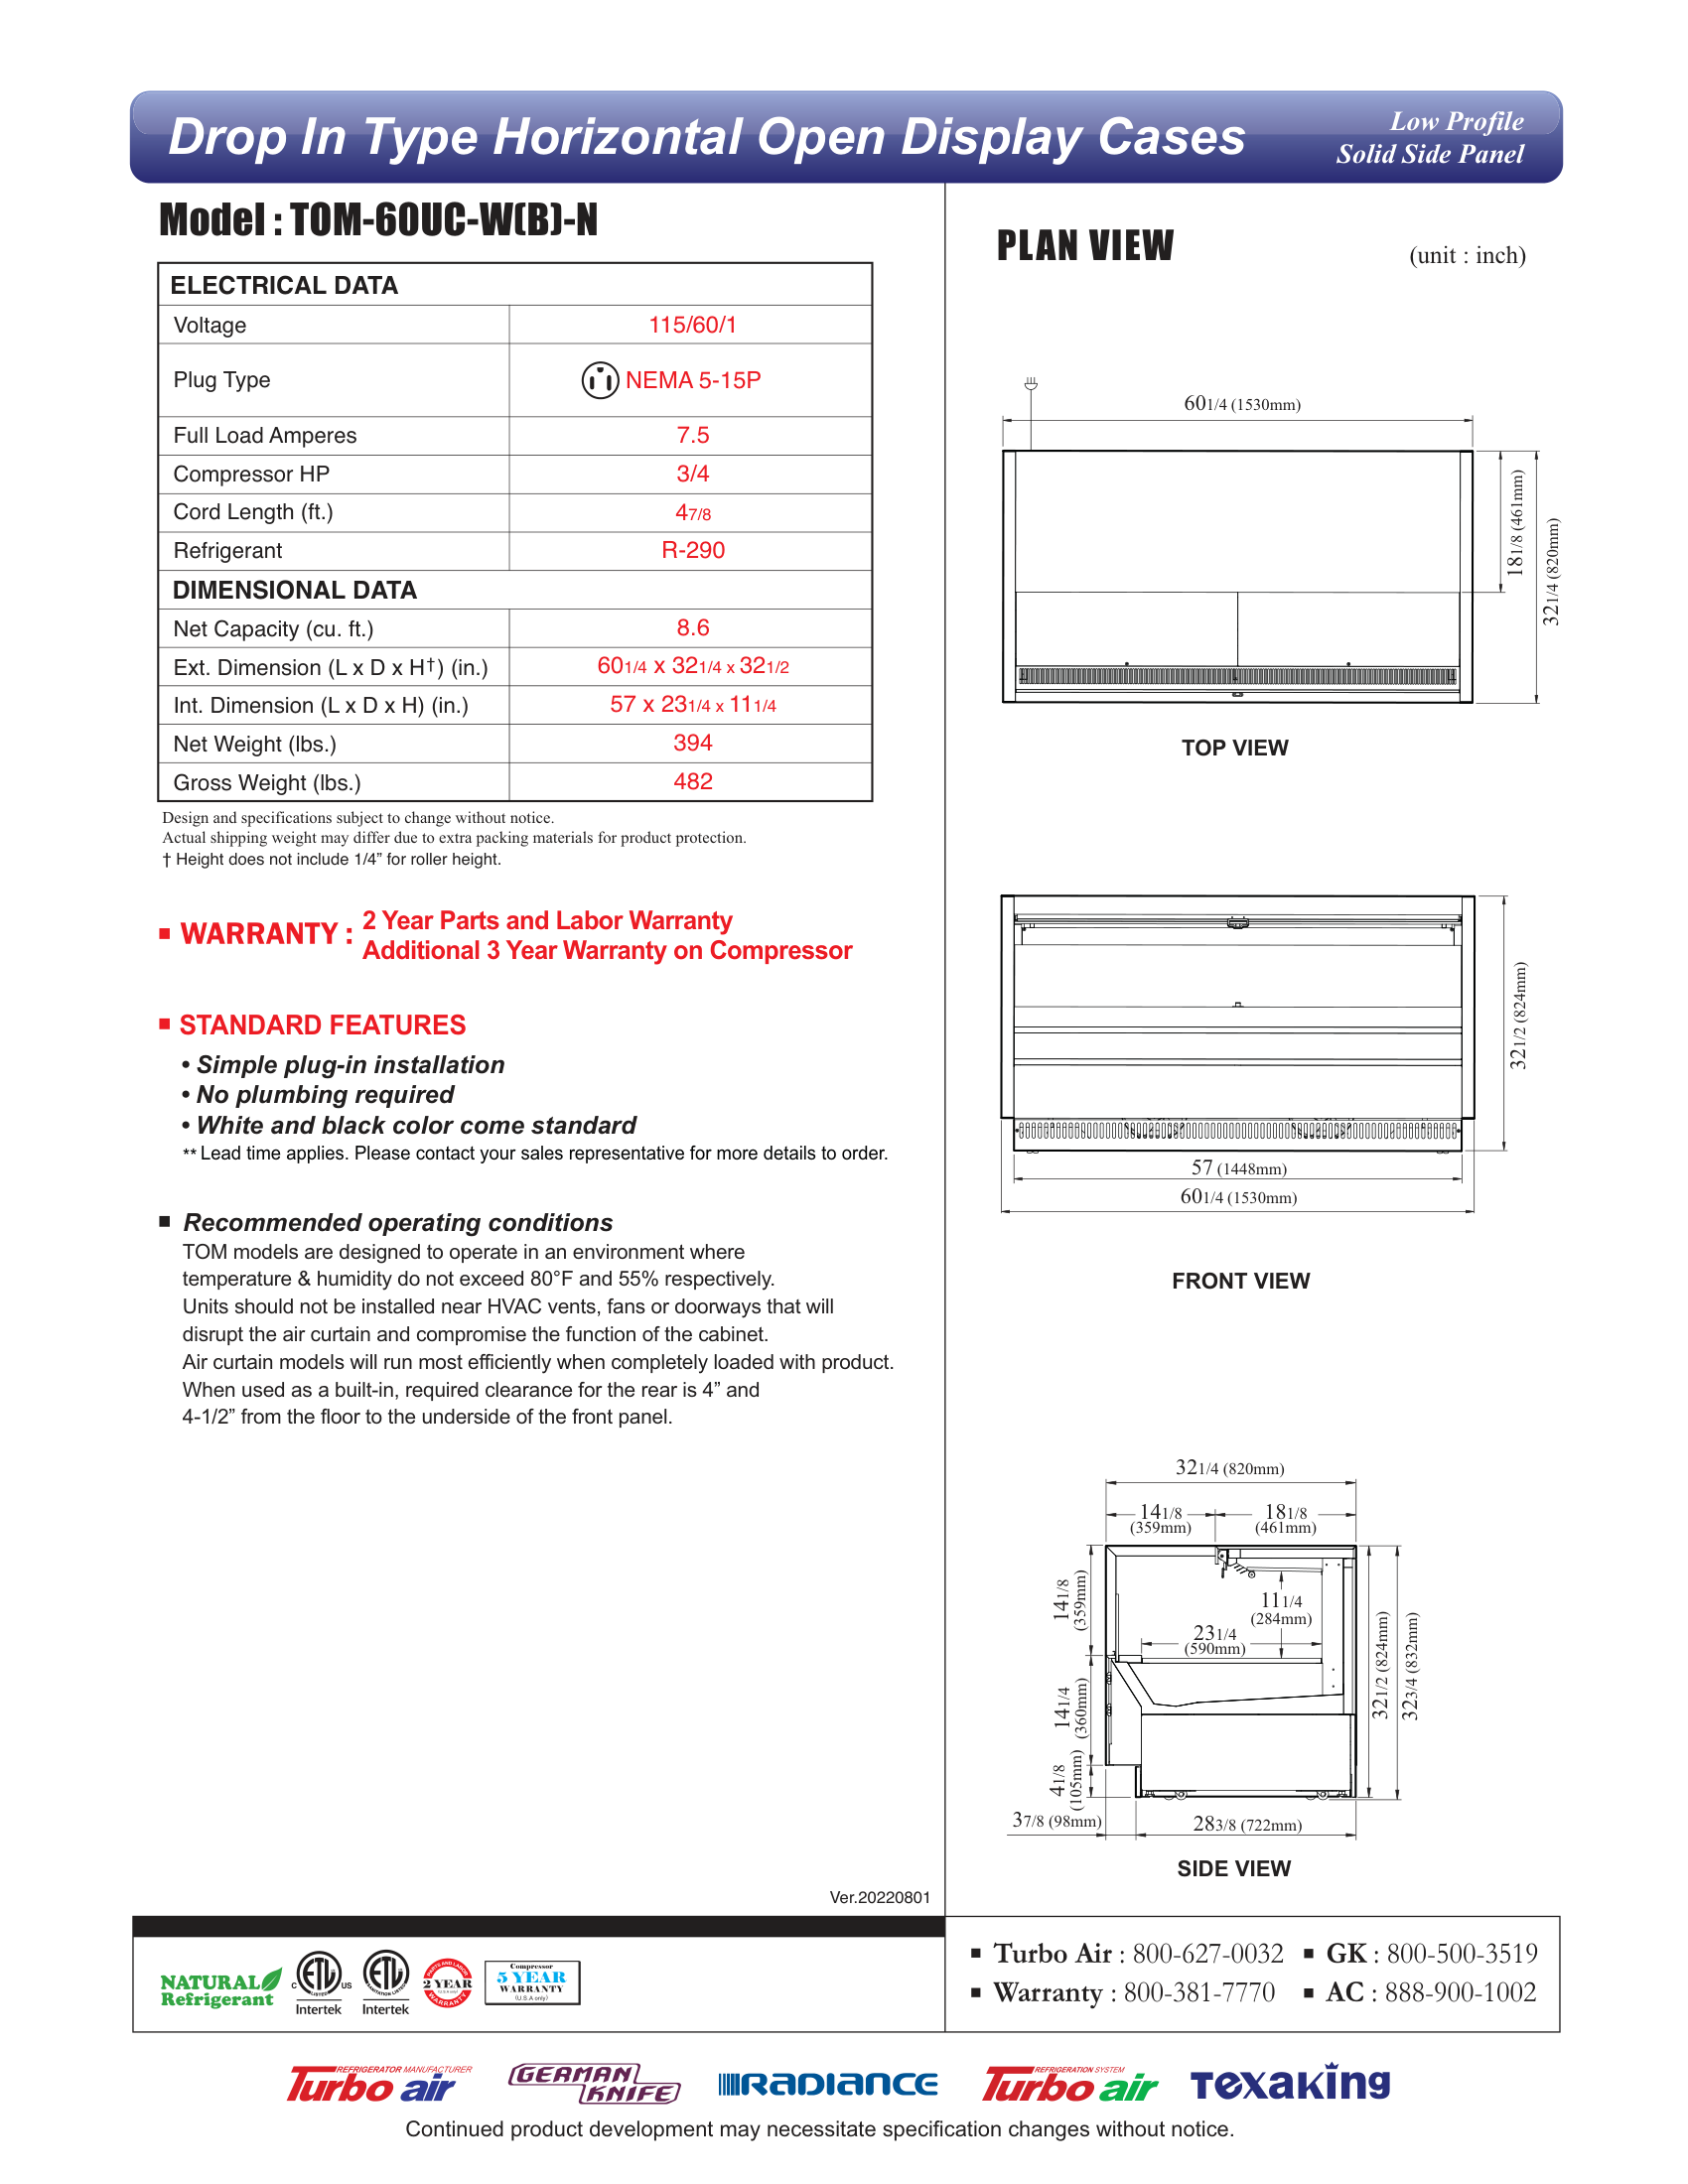 Drop In Type Horizontal Open Display Cases
Low Profile
Solid Side Panel
Model : TOM-60UC-W(B)-N
ELECTRICAL DATA
Voltage 115/60/1
Plug Type NEMA 5-15P
Full Load Amperes 7.5
Compressor HP 3/4
Cord Length (ft.) 4 7/8
Refrigerant R-290
DIMENSIONAL DATA
Net Capacity (cu. ft.) 8.6
Ext. Dimension (L x D x H†) (in.) 60 1/4 x 32 1/4 x 32 1/2
Int. Dimension (L x D x H) (in.) 57 x 23 1/4 x 11 1/4
Net Weight (lbs.) 394
Gross Weight (lbs.) 482
Design and specifications subject to change without notice.
Actual shipping weight may differ due to extra packing materials for product protection.
† Height does not include 1/4” for roller height.
■ WARRANTY : 2 Year Parts and Labor Warranty
Additional 3 Year Warranty on Compressor
■ STANDARD FEATURES
• Simple plug-in installation
• No plumbing required
• White and black color come standard
** Lead time applies. Please contact your sales representative for more details to order.
■ Recommended operating conditions
TOM models are designed to operate in an environment where
temperature & humidity do not exceed 80°F and 55% respectively.
Units should not be installed near HVAC vents, fans or doorways that will
disrupt the air curtain and compromise the function of the cabinet.
Air curtain models will run most efficiently when completely loaded with product.
When used as a built-in, required clearance for the rear is 4” and
4-1/2” from the floor to the underside of the front panel.
Ver.20220801
PLAN VIEW
(unit : inch)
60 1/4 (1530mm)
18 1/8 (461mm)
32 1/4 (820mm)
TOP VIEW
32 1/2 (824mm)
57 (1448mm)
60 1/4 (1530mm)
FRONT VIEW
32 1/4 (820mm)
14 1/8
(359mm)
18 1/8
(461mm)
14 1/8
(359mm)
11 1/4
(284mm)
23 1/4
(590mm)
14 1/4
(360mm)
32 1/2 (824mm)
32 3/4 (832mm)
4 1/8
(105mm)
3 7/8 (98mm)
28 3/8 (722mm)
SIDE VIEW
NATURAL
Refrigerant
C ETL US
LISTED
Intertek
ETL
SANITATION LISTED
Intertek
PARTS AND LABOR
2 YEAR
(U.S.A only)
WARRANTY
Compressor
5 YEAR
WARRANTY
(U.S.A only)
■ Turbo Air : 800-627-0032 ■ GK : 800-500-3519
■ Warranty : 800-381-7770 ■ AC : 888-900-1002
REFRIGERATOR MANUFACTURER
Turbo air
GERMAN
KNIFE
RADIANCE
REFRIGERATION SYSTEM
Turbo air
Texaking
Continued product development may necessitate specification changes without notice.